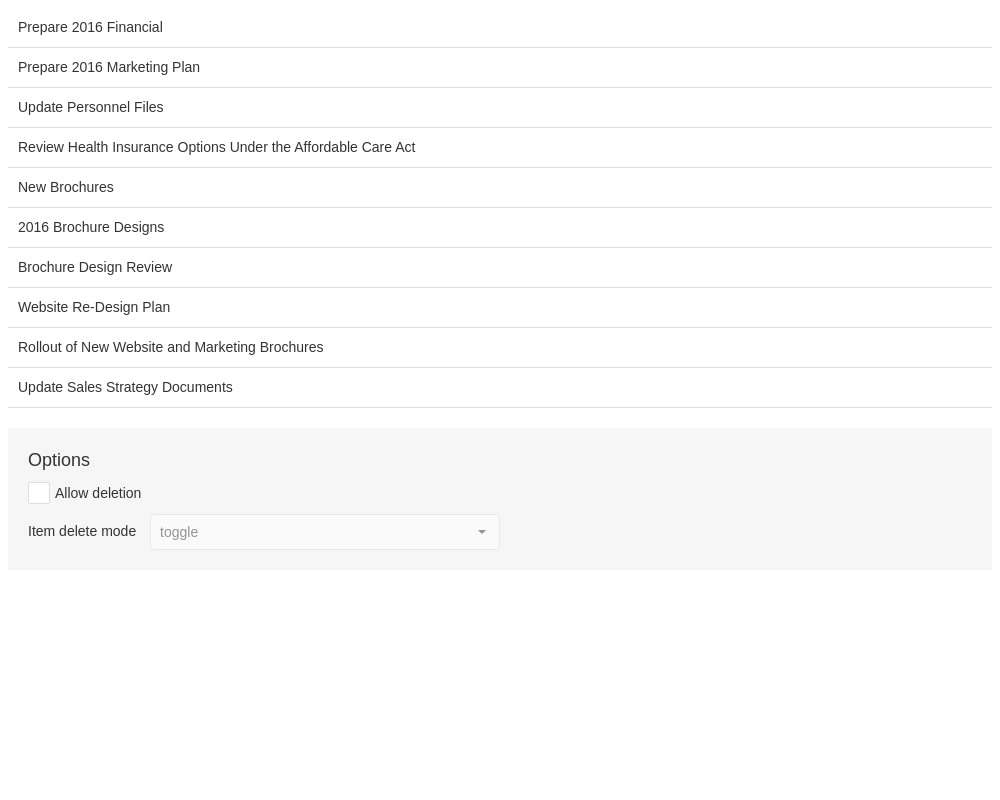 Prepare 2016 Financial
Prepare 2016 Marketing Plan
Update Personnel Files
Review Health Insurance Options Under the Affordable Care Act
New Brochures
2016 Brochure Designs
Brochure Design Review
Website Re-Design Plan
Rollout of New Website and Marketing Brochures
Update Sales Strategy Documents
Options
Allow deletion
Item delete mode toggle